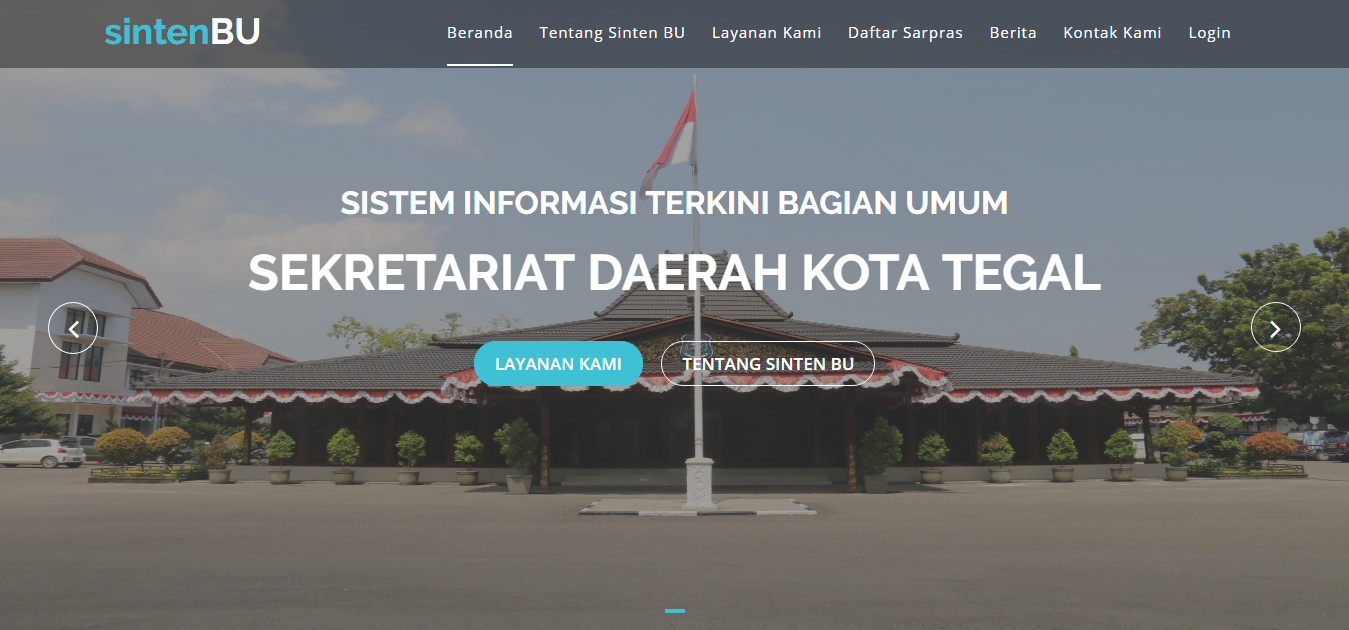 sintenBU
Beranda Tentang Sinten BU Layanan Kami Daftar Sarpras Berita Kontak Kami Login
SISTEM INFORMASI TERKINI BAGIAN UMUM
SEKRETARIAT DAERAH KOTA TEGAL
LAYANAN KAMI TENTANG SINTEN BU